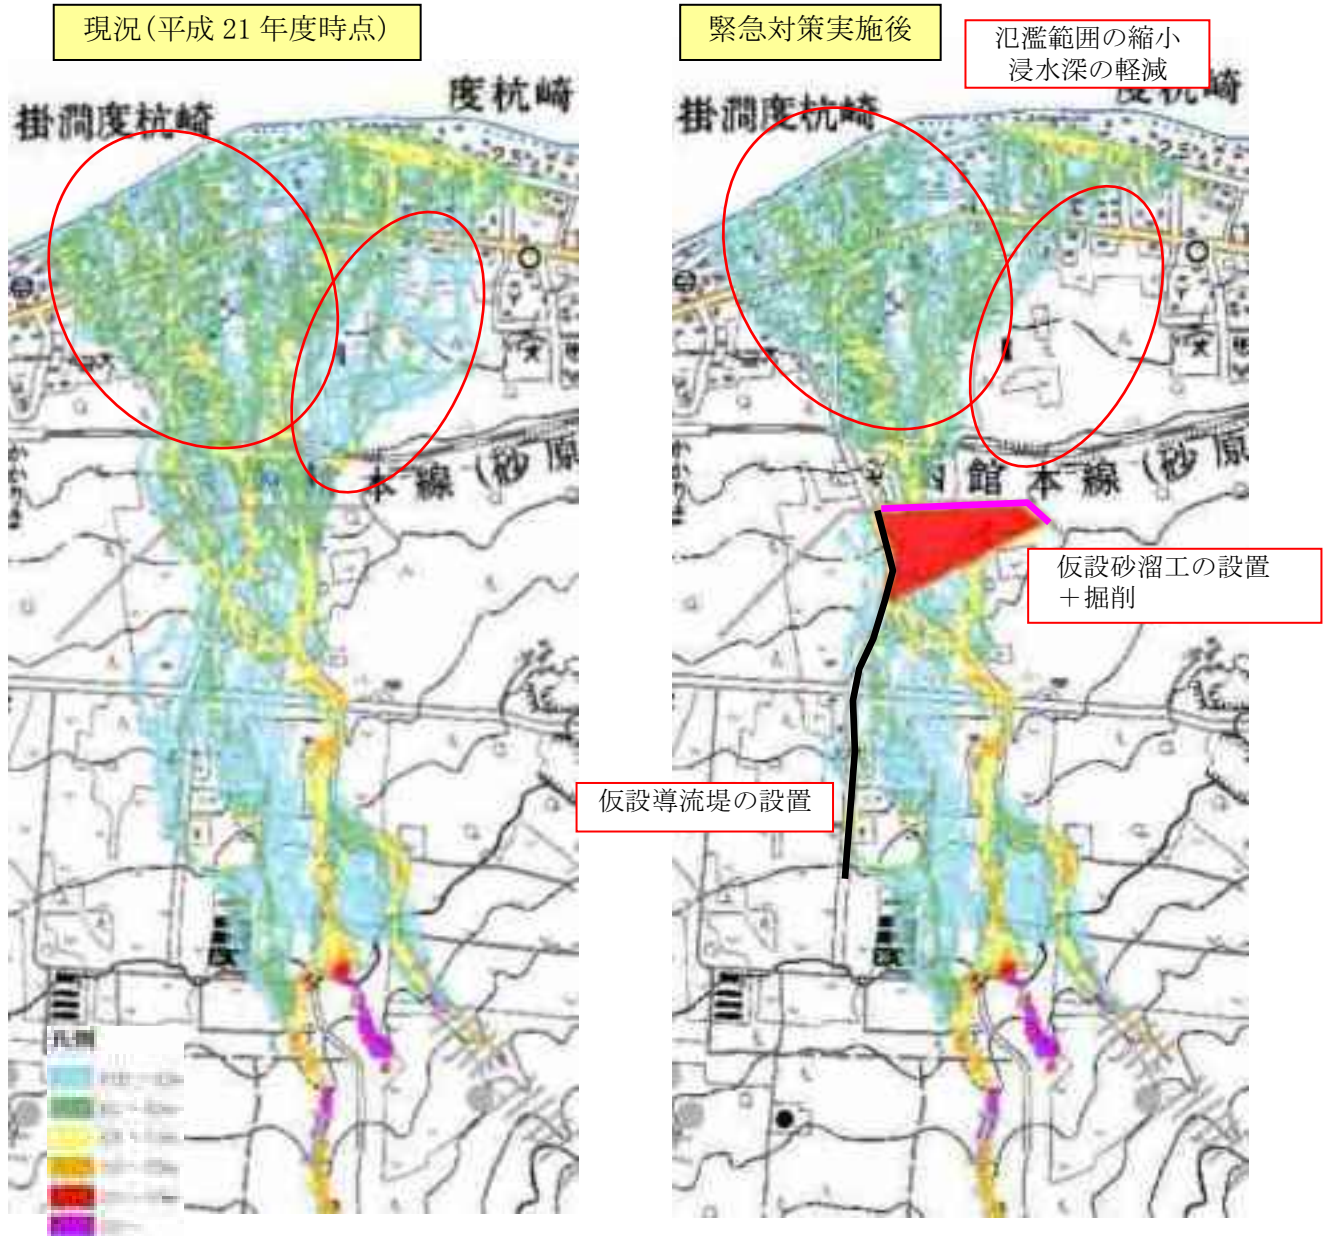 現況(平成 21 年度時点)
緊急対策実施後
氾濫範囲の縮小
浸水深の軽減
掛澗度杭崎
度杭崎
掛澗度杭崎
度杭崎
本線(砂原
館本線(砂原
仮設砂溜工の設置
＋掘削
仮設導流堤の設置
凡例